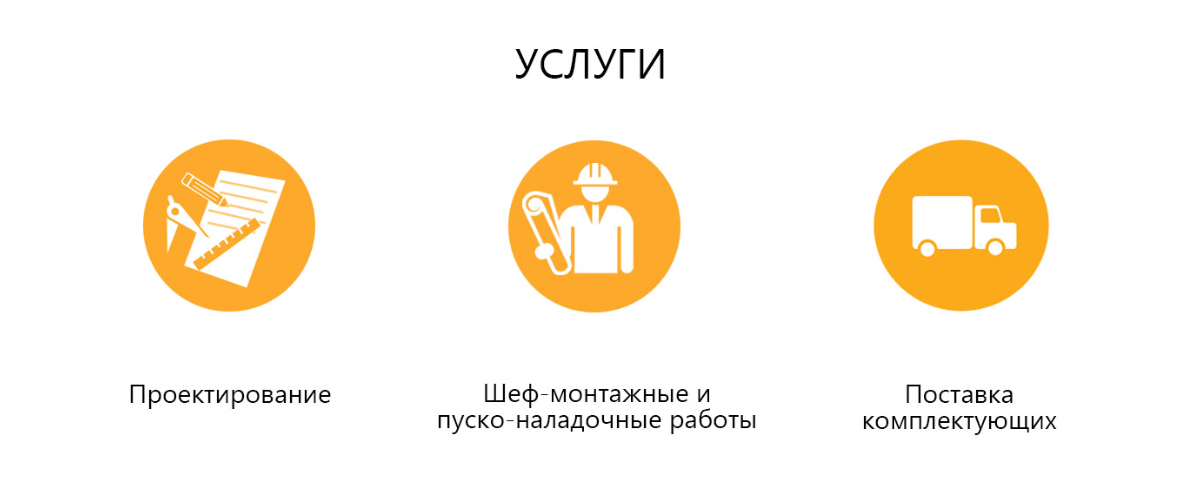 УСЛУГИ
Проектирование
Шеф-монтажные и
пуско-наладочные работы
Поставка
комплектующих